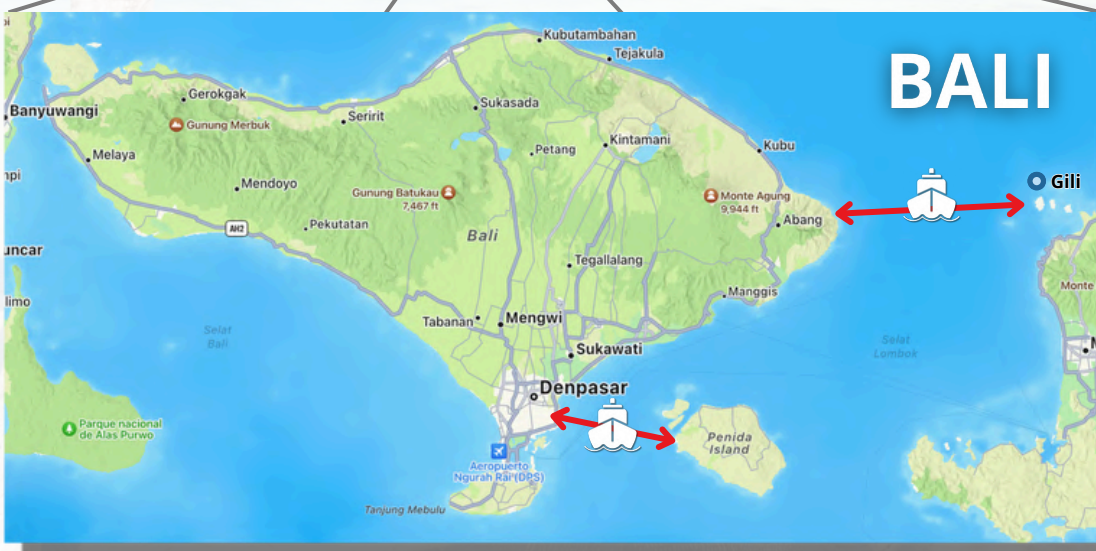 BALI
Kubutambahan
Tejakula
Gerokgak
Banyuwangi
Sukasada
Seririt
Gunung Merbuk
Kintamani
Petang
Kubu
Melaya
Mendoyo
Gunung Batukau
7,467 ft
Monte Agung
9,944 ft
Gili
Abang
Pekutatan
AH2
Bali
uncar
Tegallalang
Monte
limo
Manggis
Tabanan
Mengwi
Selat
Bali
Selat
Lombok
Sukawati
Denpasar
Parque nacional
de Alas Purwo
Penida
Island
Aeropuerto
Ngurah Rai (DPS)
Tanjung Mebulu